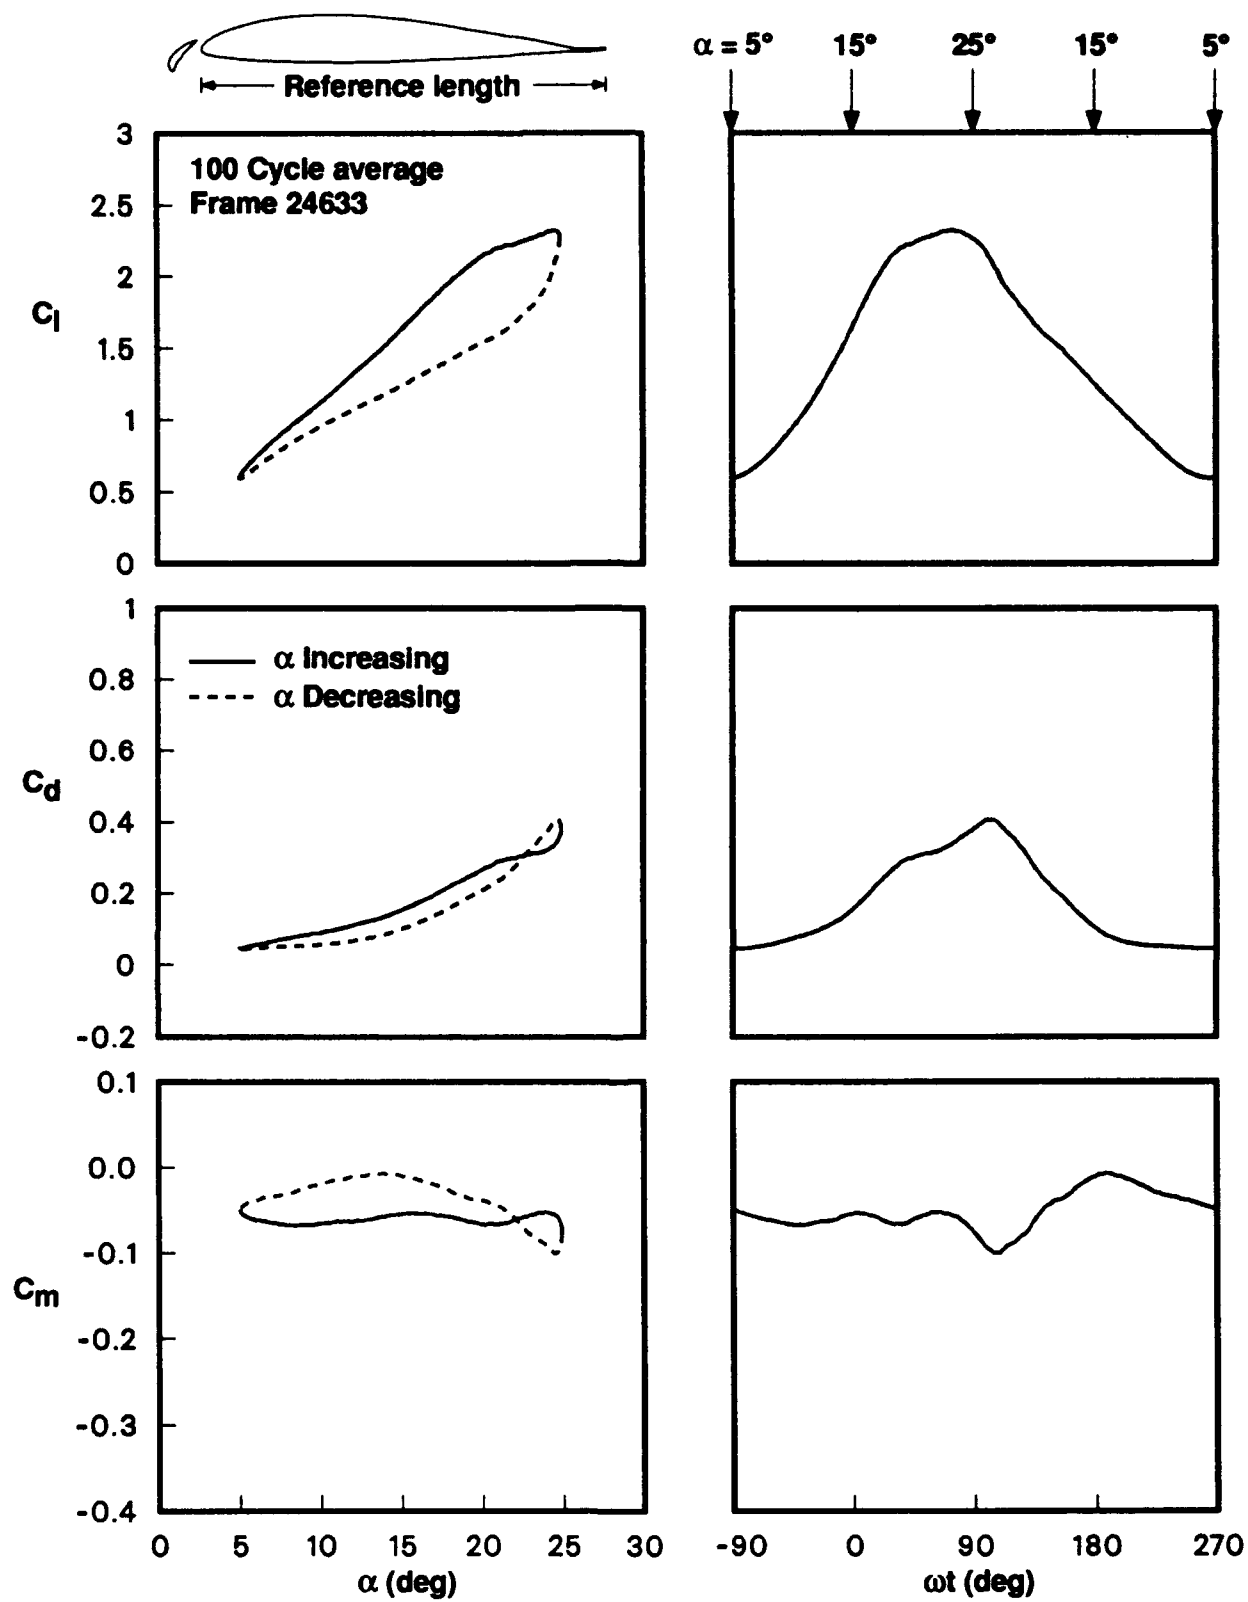 α = 5° 15° 25° 15° 5°
Reference length
3
2.5
2
1.5
1
0.5
0
Cl
100 Cycle average
Frame 24633
1
0.8
0.6
0.4
0.2
0
-0.2
Cd
α Increasing
α Decreasing
0.1
0.0
-0.1
-0.2
-0.3
-0.4
Cm
0 5 10 15 20 25 30
α (deg)
-90 0 90 180 270
ωt (deg)